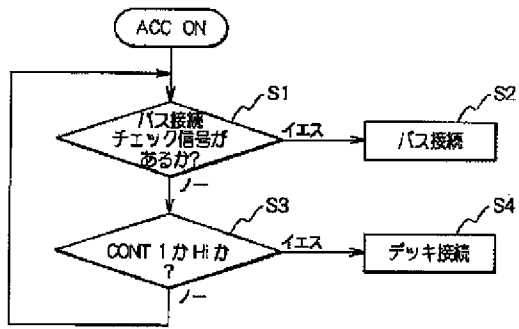 ACC ON
S1
バス接続
チェック信号が
あるか?
イエス
S2
バス接続
ノー
S3
CONT 1 が Hi か
?
イエス
S4
デッキ接続
ノー